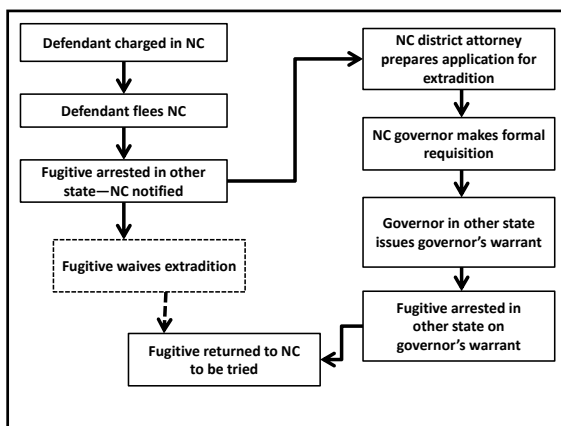 Defendant charged in NC
Defendant flees NC
Fugitive arrested in other
state—NC notified
Fugitive waives extradition
NC district attorney
prepares application for
extradition
NC governor makes formal
requisition
Governor in other state
issues governor's warrant
Fugitive arrested in
other state on
governor's warrant
Fugitive returned to NC
to be tried